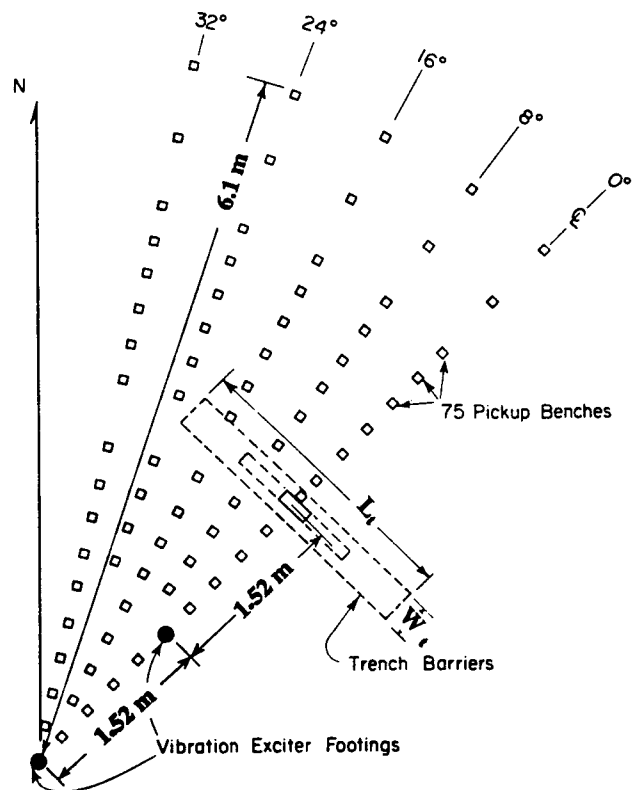 32°
24°
16°
8°
0°
N
℄
6.1 m
75 Pickup Benches
Lₜ
1.52 m
Wₜ
Trench Barriers
1.52 m
Vibration Exciter Footings